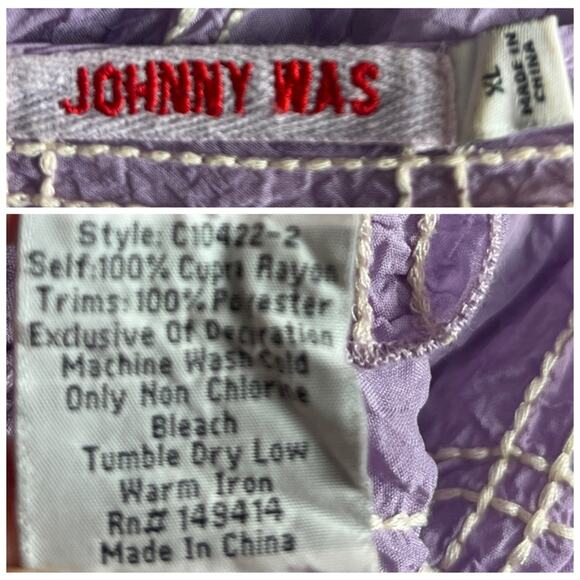 JOHNNY WAS
XL
MADE IN
CHINA
Style: C10422-2
Self:100% Cupra Rayon
Trims:100% Polyester
Exclusive Of Decoration
Machine Wash Cold
Only Non Chlorine
Bleach
Tumble Dry Low
Warm Iron
Rn# 149414
Made In China